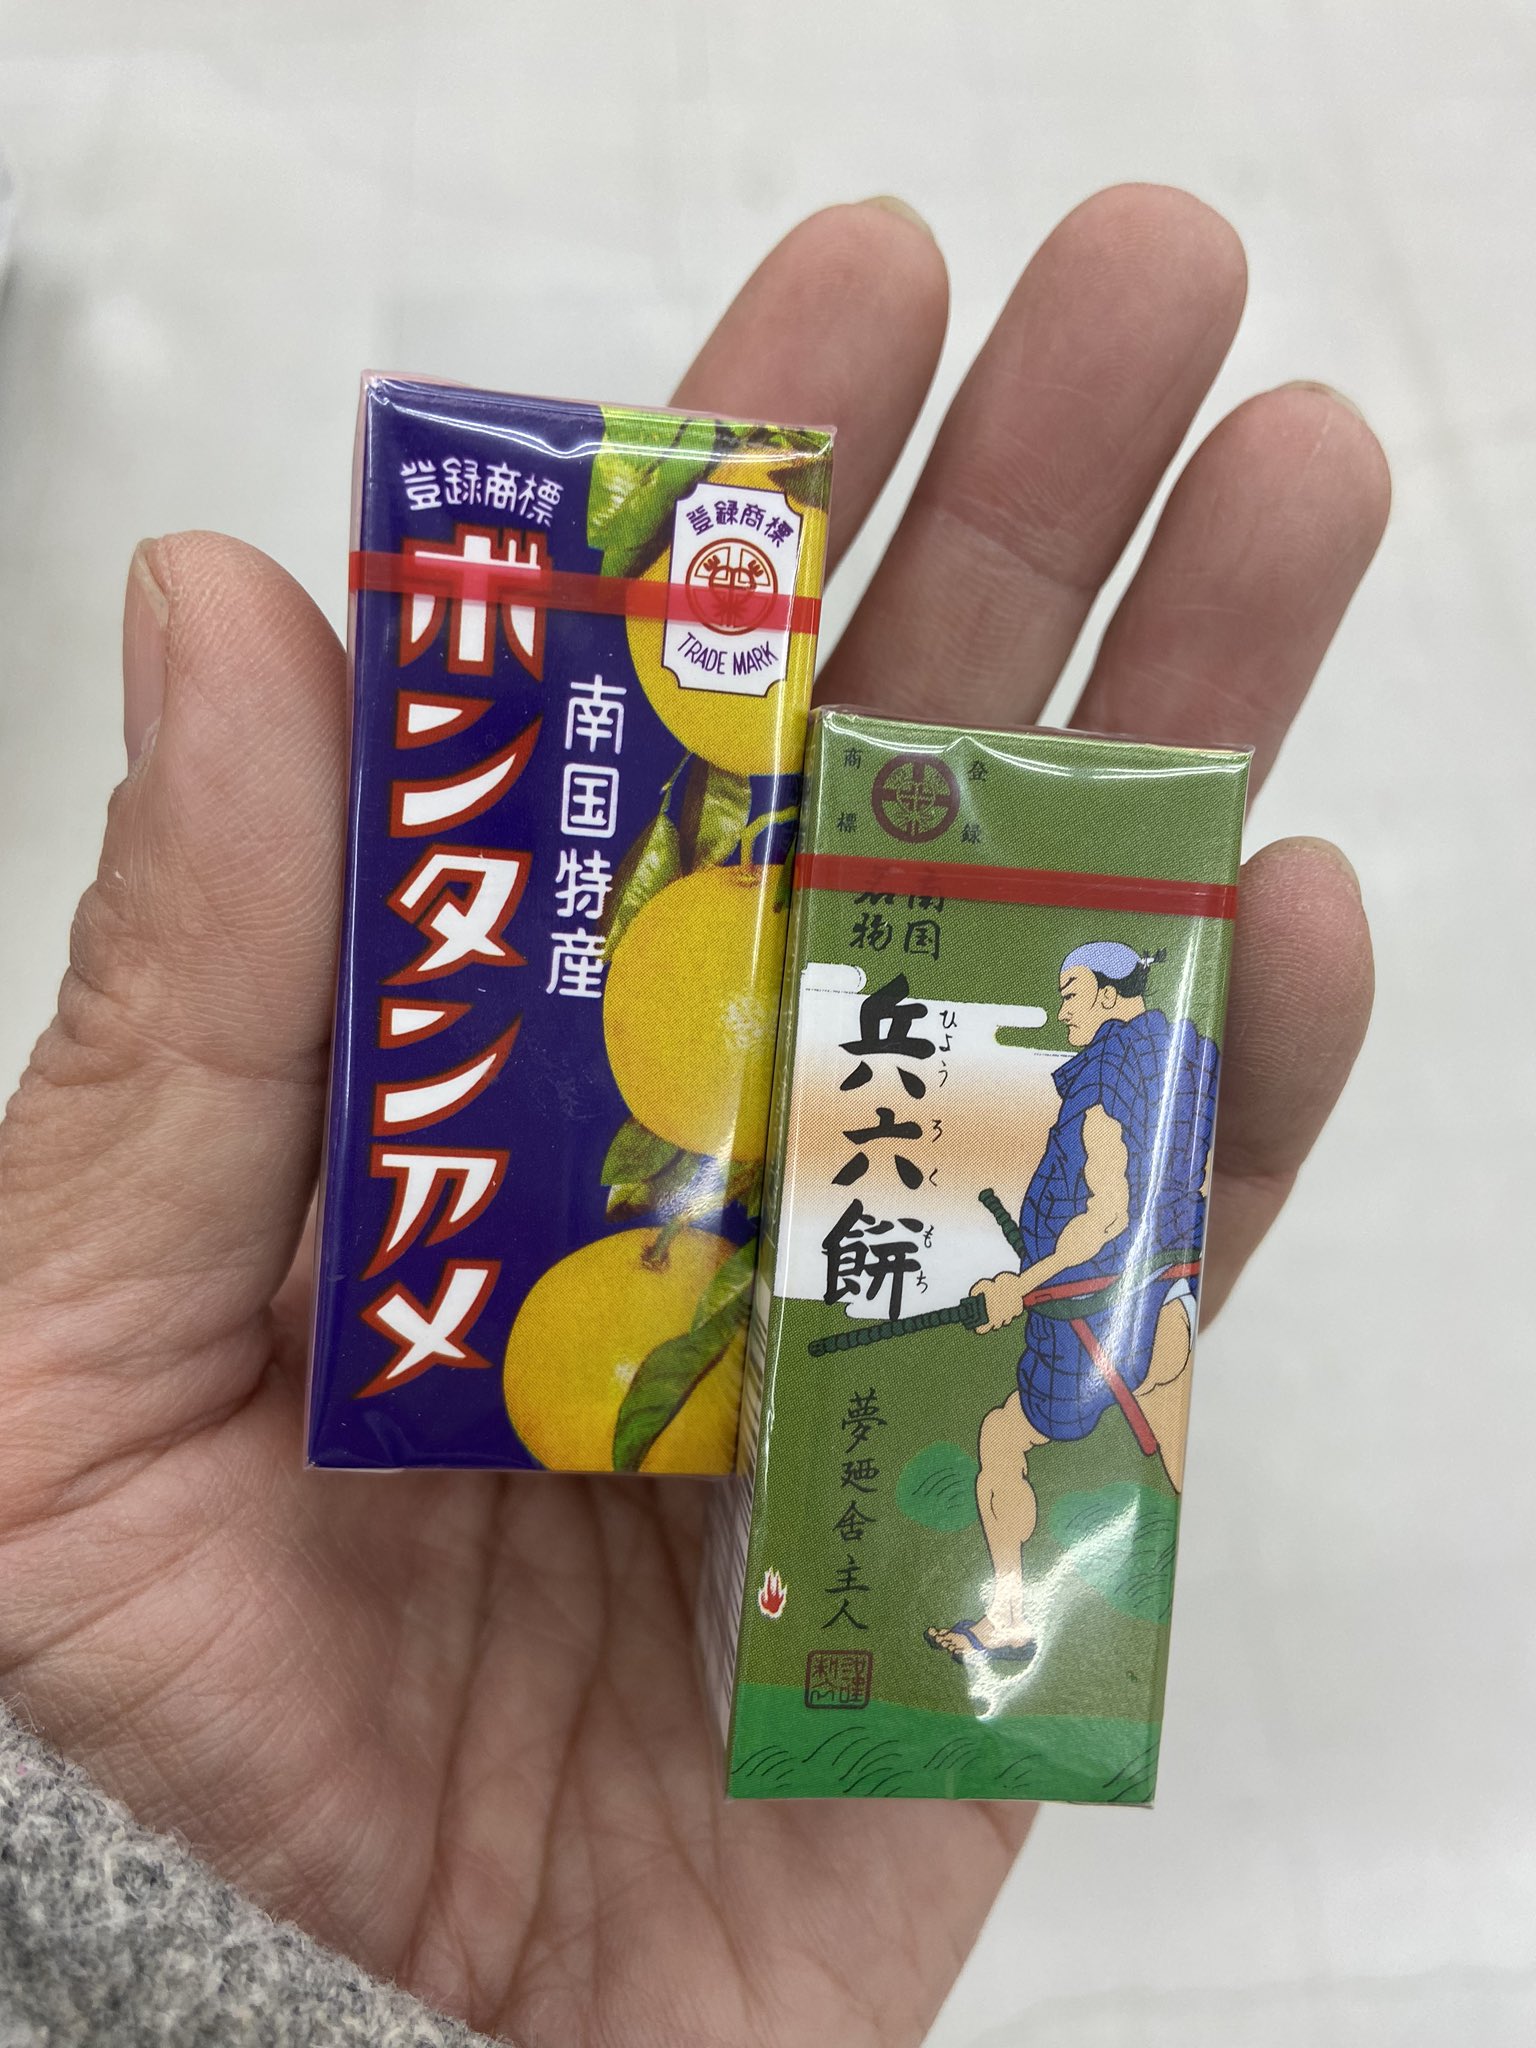 登録商標
ボンタンアメ
南国特産
登録商標
TRADE MARK
登録
商標
南国
名物
兵六餅
ひようろくもち
夢廼舎主人